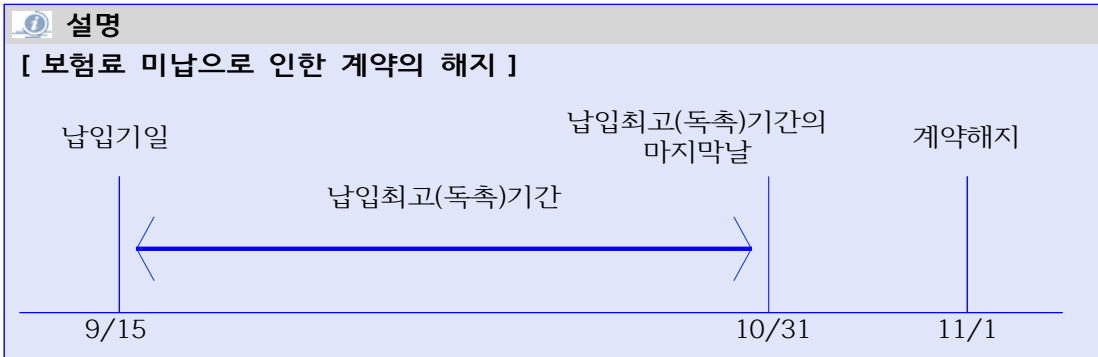 설명
[ 보험료 미납으로 인한 계약의 해지 ]
납입기일
납입최고(독촉)기간의
마지막날
계약해지
납입최고(독촉)기간
9/15
10/31
11/1